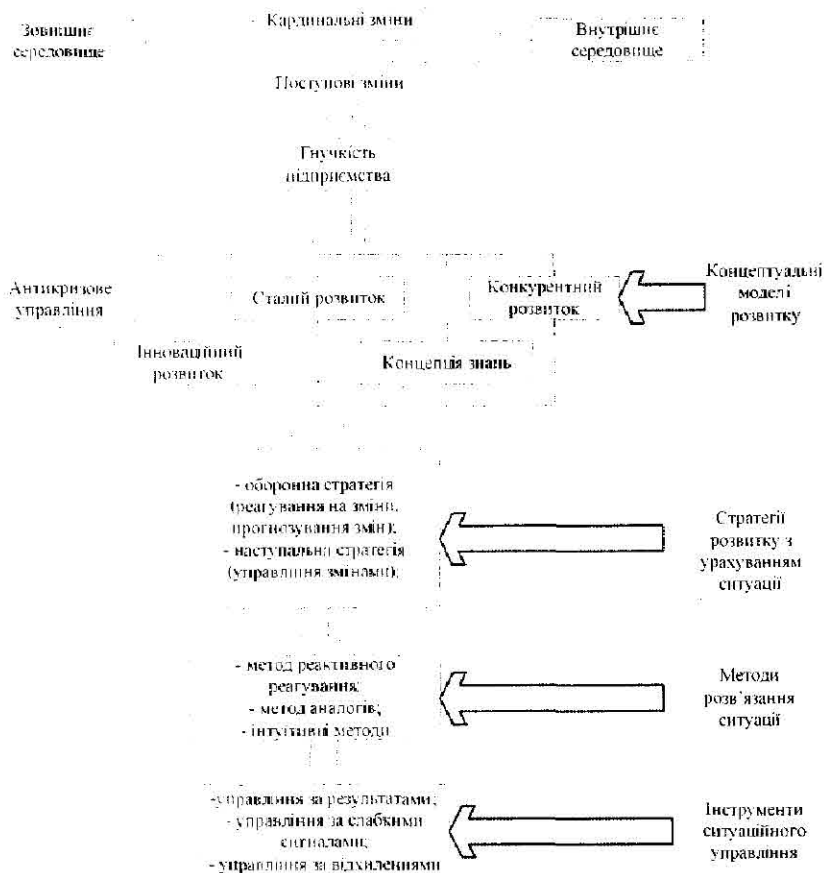 Зовнішнє
середовище
Кардинальні зміни
Внутрішнє
середовище
Поступові зміни
Гнучкість
підприємства
Антикризове
управління
Сталий розвиток
Конкурентний
розвиток
Концептуальні
моделі
розвитку
Інноваційний
розвиток
Концепція знань
- оборонна стратегія
(реагування на зміни,
прогнозування змін);
- наступальна стратегія
(управління змінами);
Стратегії
розвитку з
урахуванням
ситуації
- метод реактивного
реагування;
- метод аналогів;
- інтуїтивні методи
Методи
розв’язання
ситуації
-управління за результатами;
- управління за слабкими
сигналами;
- управління за відхиленнями
Інструменти
ситуаційного
управління